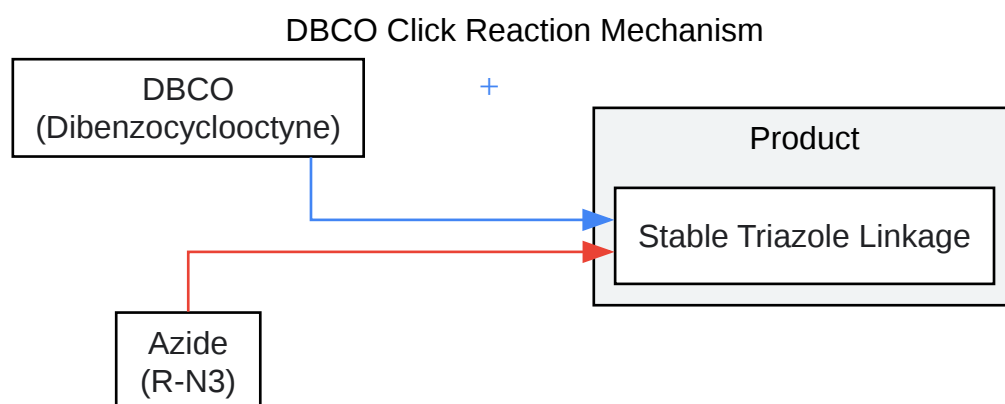 DBCO Click Reaction Mechanism
DBCO
(Dibenzocyclooctyne)
+
Product
Stable Triazole Linkage
Azide
(R-N3)